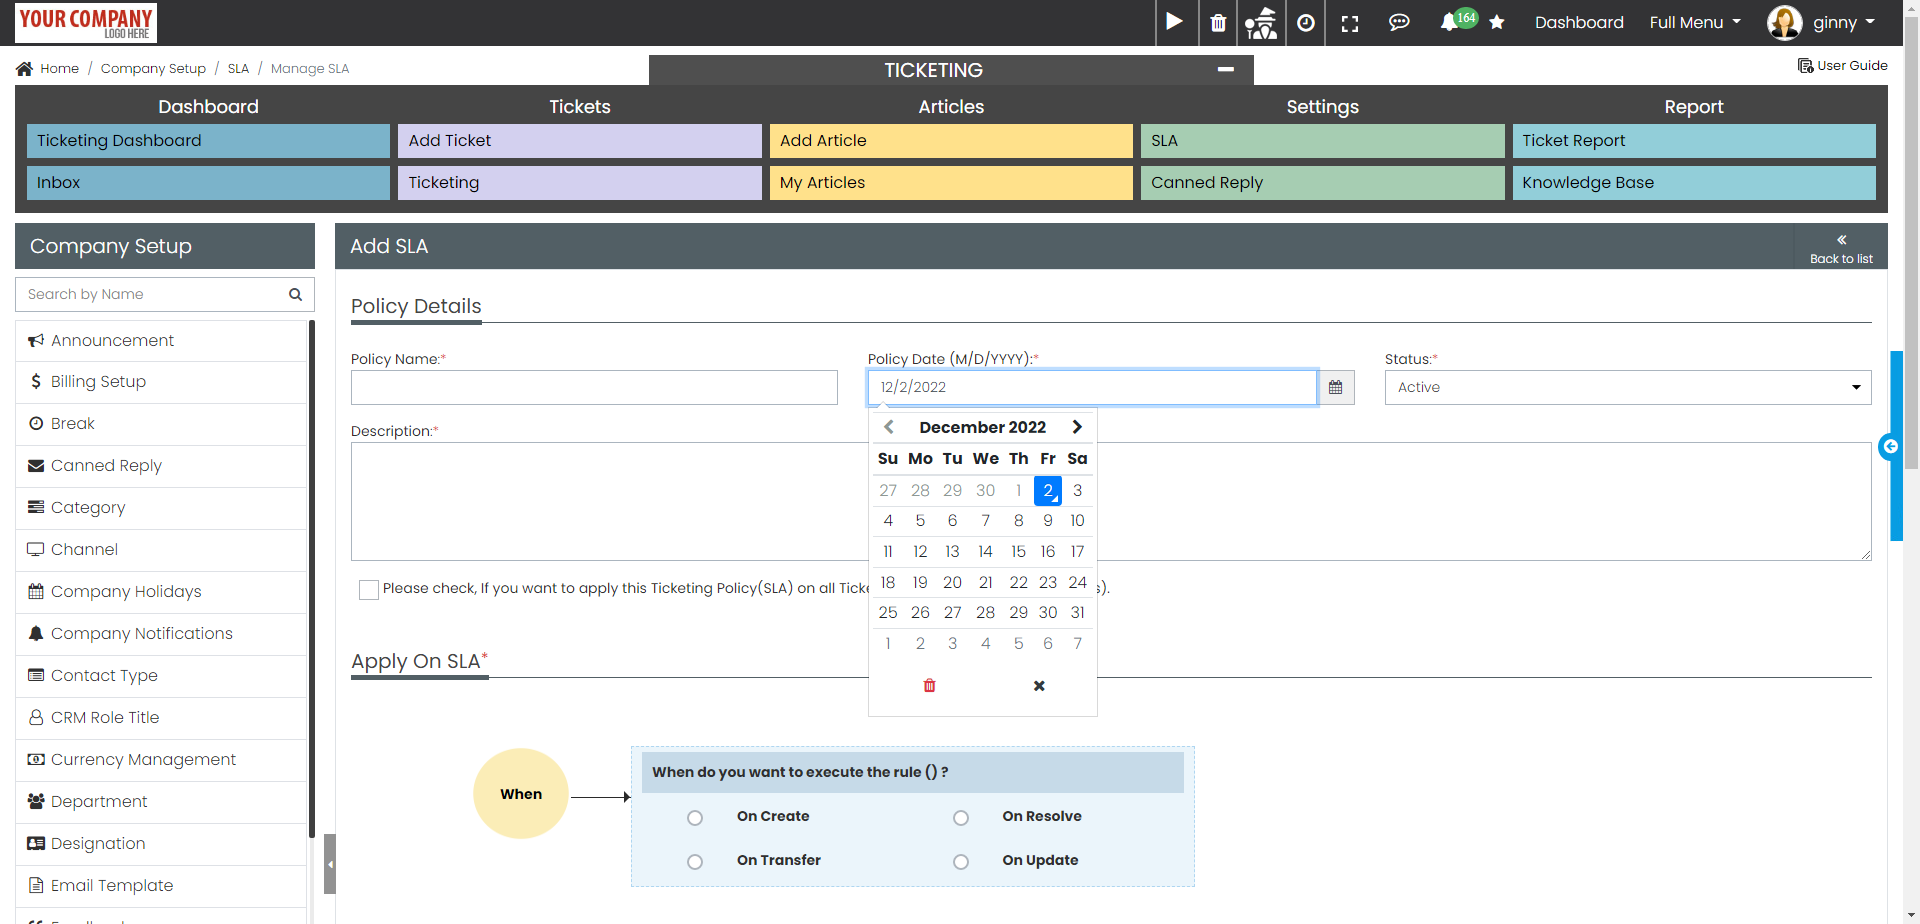 YOUR COMPANY
LOGO HERE
164
Dashboard
Full Menu
ginny
Home / Company Setup / SLA / Manage SLA
TICKETING
User Guide
Dashboard
Tickets
Articles
Settings
Report
Ticketing Dashboard
Add Ticket
Add Article
SLA
Ticket Report
Inbox
Ticketing
My Articles
Canned Reply
Knowledge Base
Company Setup
Search by Name
Announcement
Billing Setup
Break
Canned Reply
Category
Channel
Company Holidays
Company Notifications
Contact Type
CRM Role Title
Currency Management
Department
Designation
Email Template
Add SLA
Back to list
Policy Details
Policy Name:*
Policy Date (M/D/YYYY):*
12/2/2022
Status:*
Active
Description:*
December 2022
Su Mo Tu We Th Fr Sa
27 28 29 30 1 2 3
4 5 6 7 8 9 10
11 12 13 14 15 16 17
18 19 20 21 22 23 24
25 26 27 28 29 30 31
1 2 3 4 5 6 7
Please check, If you want to apply this Ticketing Policy(SLA) on all Ticke
s).
Apply On SLA*
When
When do you want to execute the rule () ?
On Create
On Resolve
On Transfer
On Update